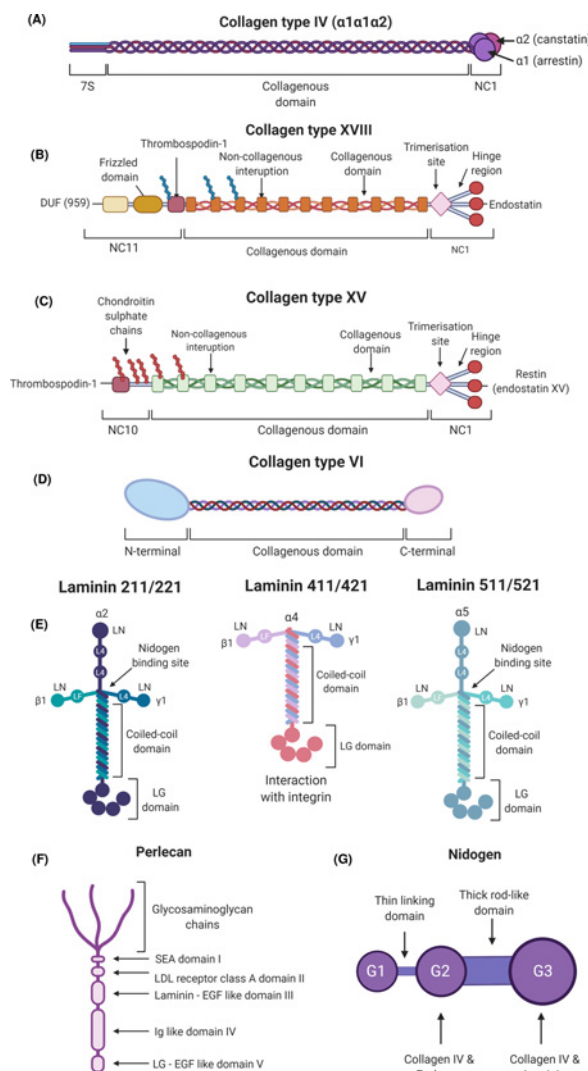 (A)
Collagen type IV (α1α1α2)
α2 (canstatin)
α1 (arrestin)
7S
Collagenous
domain
NC1
Collagen type XVIII
(B)
Thrombospodin-1
Frizzled
domain
Non-collagenous
interuption
Collagenous
domain
Trimerisation
site
Hinge
region
DUF (959)
Endostatin
NC11
Collagenous domain
NC1
(C)
Collagen type XV
Chondroitin
sulphate
chains
Non-collagenous
interuption
Collagenous
domain
Trimerisation
site
Hinge
region
Thrombospodin-1
Restin
(endostatin XV)
NC10
Collagenous domain
NC1
Collagen type VI
(D)
N-terminal
Collagenous domain
C-terminal
Laminin 211/221
Laminin 411/421
Laminin 511/521
(E)
α2
LN
L4
L4
Nidogen
binding site
LN
β1
LF
L4
LN
γ1
Coiled-coil
domain
LG
domain
α4
LN
β1
LF
L4
LN
γ1
Coiled-coil
domain
LG domain
Interaction
with integrin
α5
LN
L4
L4
Nidogen
binding site
LN
β1
LF
L4
LN
γ1
Coiled-coil
domain
LG
domain
(F)
Perlecan
Glycosaminoglycan
chains
SEA domain I
LDL receptor class A domain II
Laminin - EGF like domain III
Ig like domain IV
LG - EGF like domain V
(G)
Nidogen
Thin linking
domain
Thick rod-like
domain
G1
G2
G3
Collagen IV &
Collagen IV &